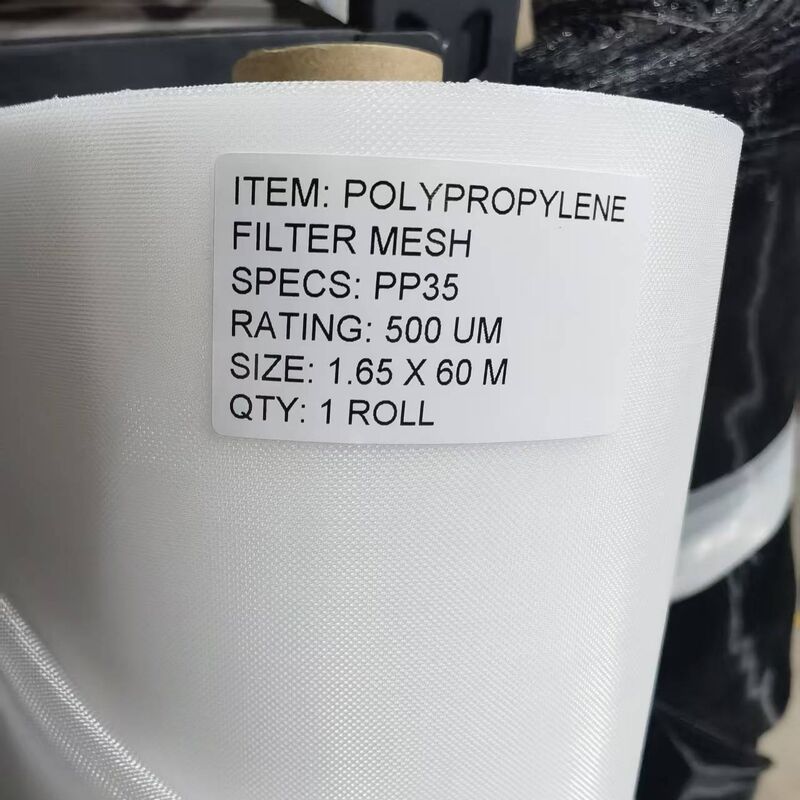 ITEM: POLYPROPYLENE
FILTER MESH
SPECS: PP35
RATING: 500 UM
SIZE: 1.65 X 60 M
QTY: 1 ROLL